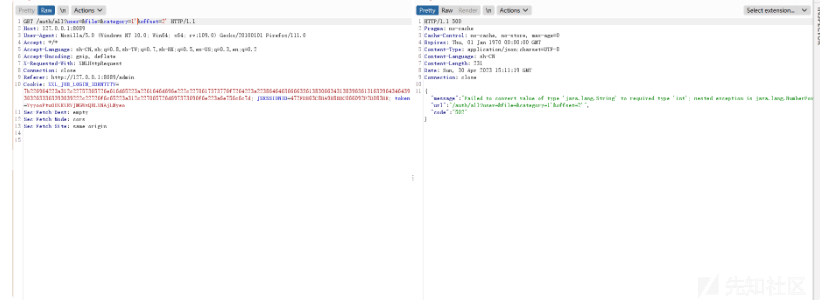 Pretty Raw \n Actions
Pretty Raw Render \n Actions
Select extension...
1 GET /auth/all?user=&file=&category=1'&offset=2' HTTP/1.1
2 Host: 127.0.0.1:8089
3 User-Agent: Mozilla/5.0 (Windows NT 10.0; Win64; x64; rv:109.0) Gecko/20100101 Firefox/111.0
4 Accept: */*
5 Accept-Language: zh-CN,zh;q=0.8,zh-TW;q=0.7,zh-HK;q=0.5,en-US;q=0.3,en;q=0.2
6 Accept-Encoding: gzip, deflate
7 X-Requested-With: XMLHttpRequest
8 Connection: close
9 Referer: http://127.0.0.1:8089/admin
10 Cookie: XXL_JOB_LOGIN_IDENTITY=
11 Sec-Fetch-Dest: empty
12 Sec-Fetch-Mode: cors
13 Sec-Fetch-Site: same-origin
14
15
1 HTTP/1.1 500
2 Pragma: no-cache
3 Cache-Control: no-cache, no-store, max-age=0
4 Expires: Thu, 01 Jan 1970 00:00:00 GMT
5 Content-Type: application/json;charset=UTF-8
6 Content-Language: zh-CN
7 Content-Length:
8 Date: Sun, 30 Apr 2023 15:11:19 GMT
9 Connection: close
10
11 {
"message":"Failed to convert value of type 'java.lang.String' to required type 'int'; nested exception is java.lang.NumberFor
"url":"/auth/all?user=&file=&category=1'&offset=2'",
"code":"502"
}
先知社区